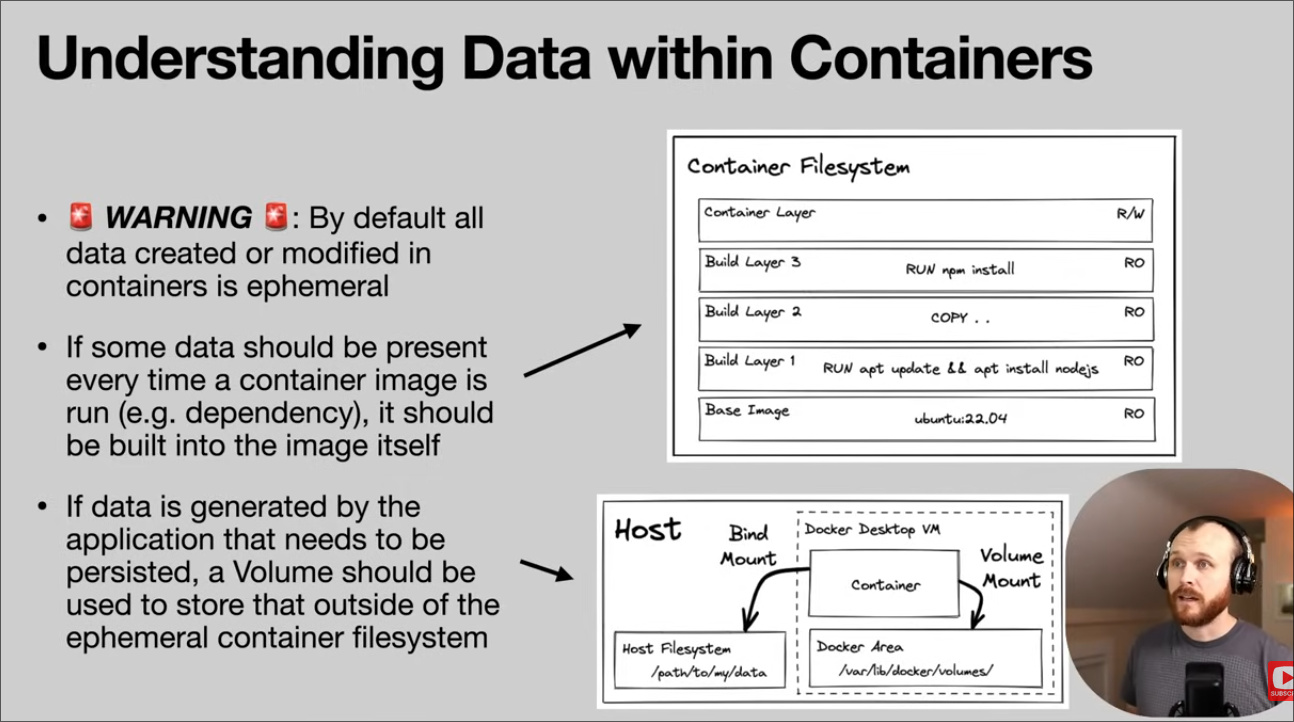 Understanding Data within Containers
• 🚨 WARNING 🚨: By default all
data created or modified in
containers is ephemeral
• If some data should be present
every time a container image is
run (e.g. dependency), it should
be built into the image itself
• If data is generated by the
application that needs to be
persisted, a Volume should be
used to store that outside of the
ephemeral container filesystem
Container Filesystem
Container Layer R/W
Build Layer 3 RUN npm install RO
Build Layer 2 COPY . . RO
Build Layer 1 RUN apt update && apt install nodejs RO
Base Image ubuntu:22.04 RO
Host
Bind
Mount
Docker Desktop VM
Container
Volume
Mount
Host Filesystem
/path/to/my/data
Docker Area
/var/lib/docker/volumes/